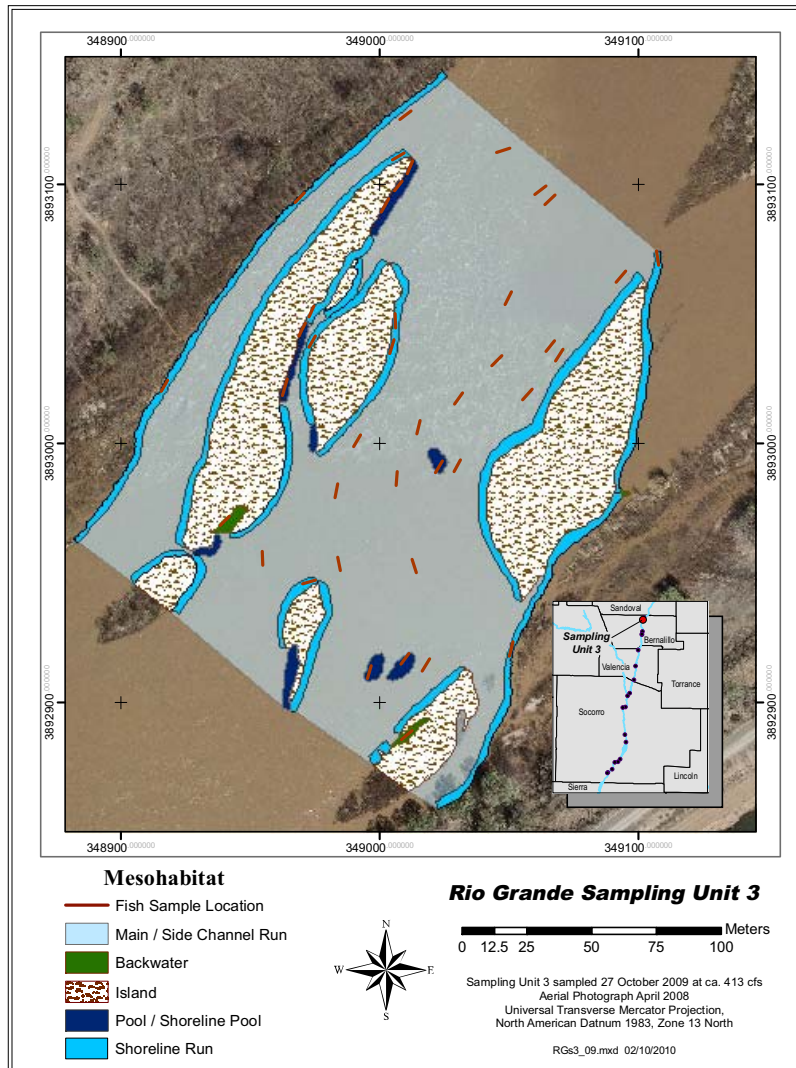 348900.000000 349000.000000 349100.000000
3893100.000000 3893100.000000
3893000.000000 3893000.000000
3892900.000000 3892900.000000
Sandoval
Sampling
Unit 3
Bernalillo
Valencia
Torrance
Socorro
Lincoln
Sierra
348900.000000 349000.000000 349100.000000
Mesohabitat
Fish Sample Location
Main / Side Channel Run
Backwater
Island
Pool / Shoreline Pool
Shoreline Run
N
W E
S
Rio Grande Sampling Unit 3
Meters
0 12.5 25 50 75 100
Sampling Unit 3 sampled 27 October 2009 at ca. 413 cfs
Aerial Photograph April 2008
Universal Transverse Mercator Projection,
North American Datnum 1983, Zone 13 North
RGs3_09.mxd 02/10/2010